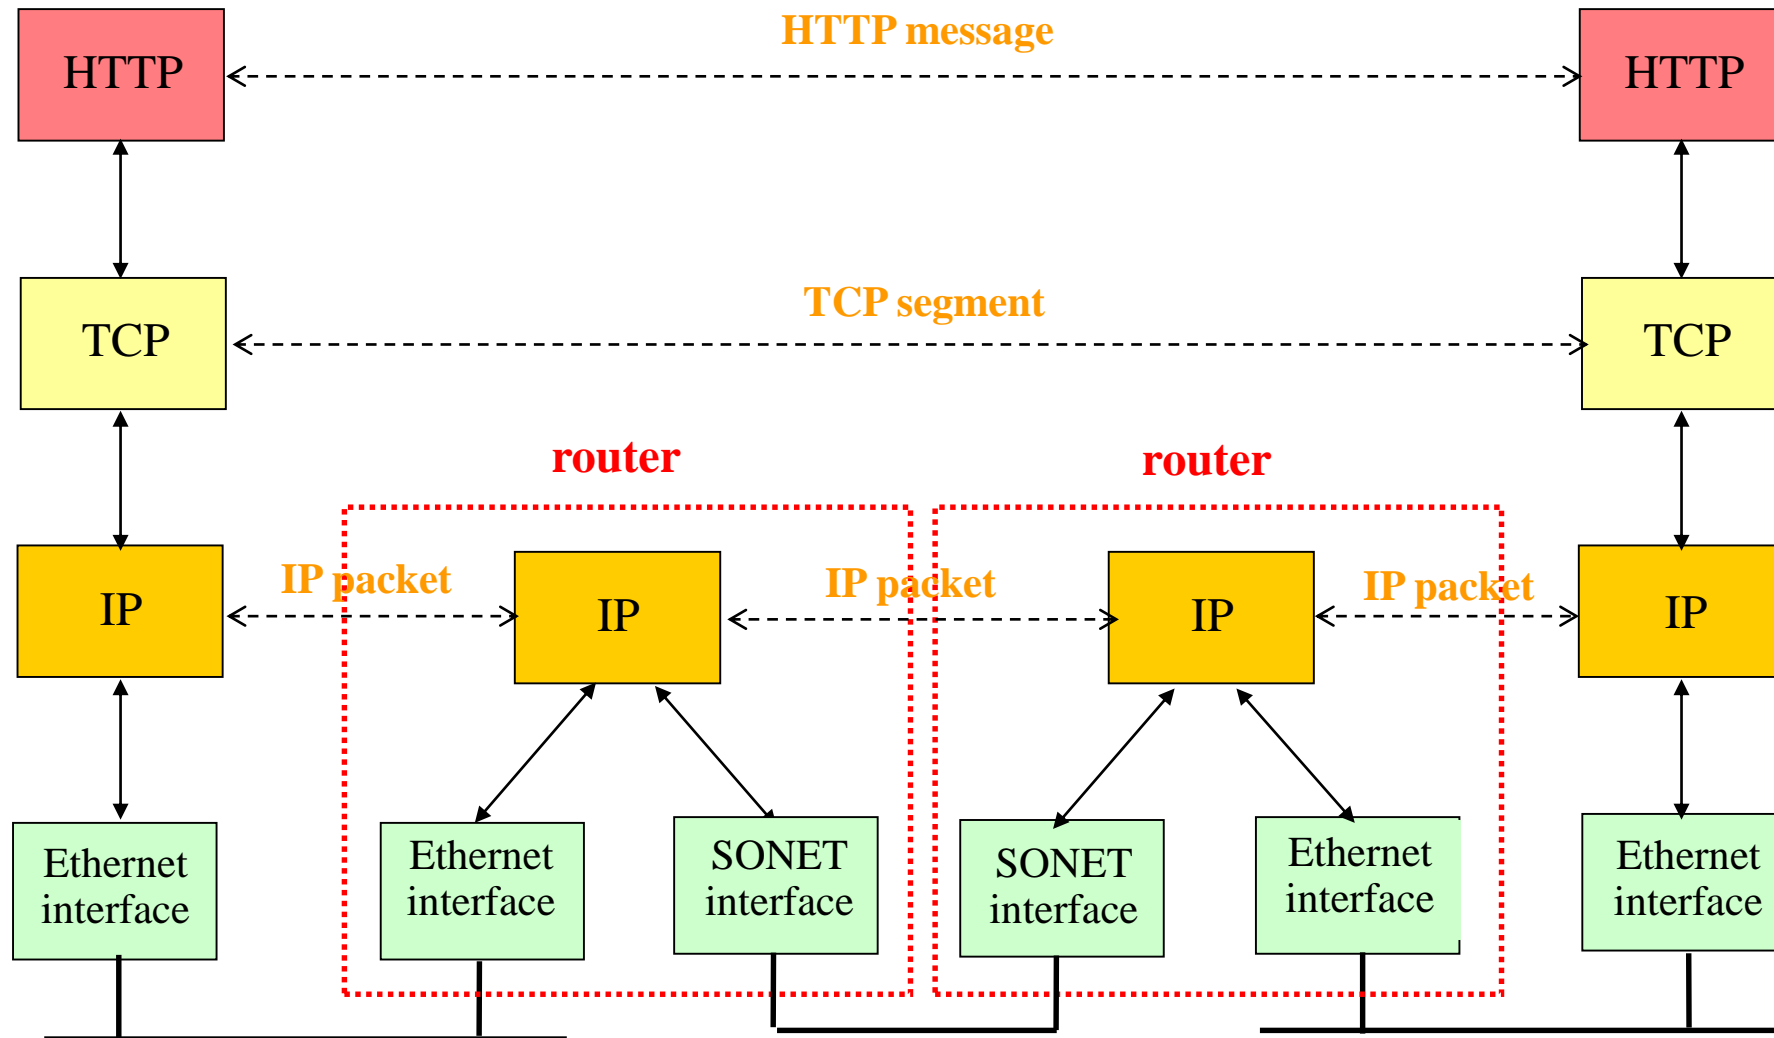 HTTP message
HTTP
HTTP
TCP segment
TCP
TCP
router
router
IP packet
IP packet
IP packet
IP
IP
IP
IP
Ethernet
interface
Ethernet
interface
SONET
interface
SONET
interface
Ethernet
interface
Ethernet
interface